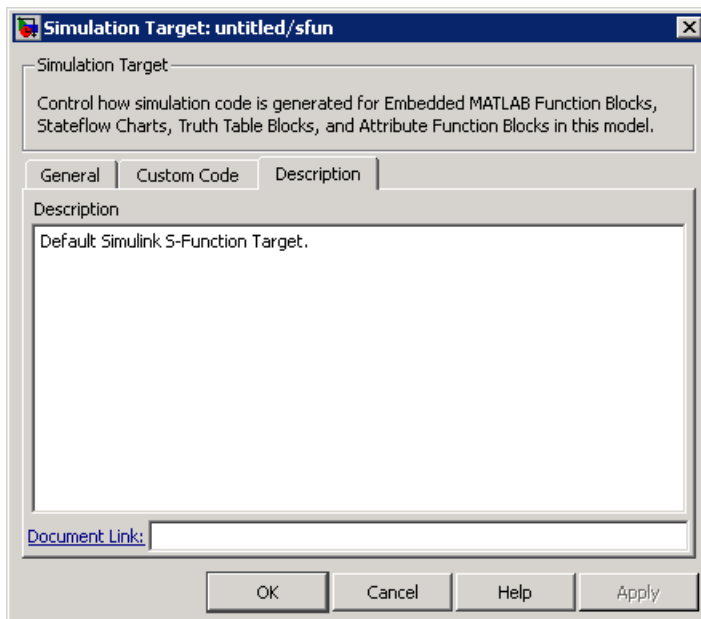 Simulation Target: untitled/sfun
Simulation Target
Control how simulation code is generated for Embedded MATLAB Function Blocks,
Stateflow Charts, Truth Table Blocks, and Attribute Function Blocks in this model.
General Custom Code Description
Description
Default Simulink S-Function Target.
Document Link:
OK Cancel Help Apply